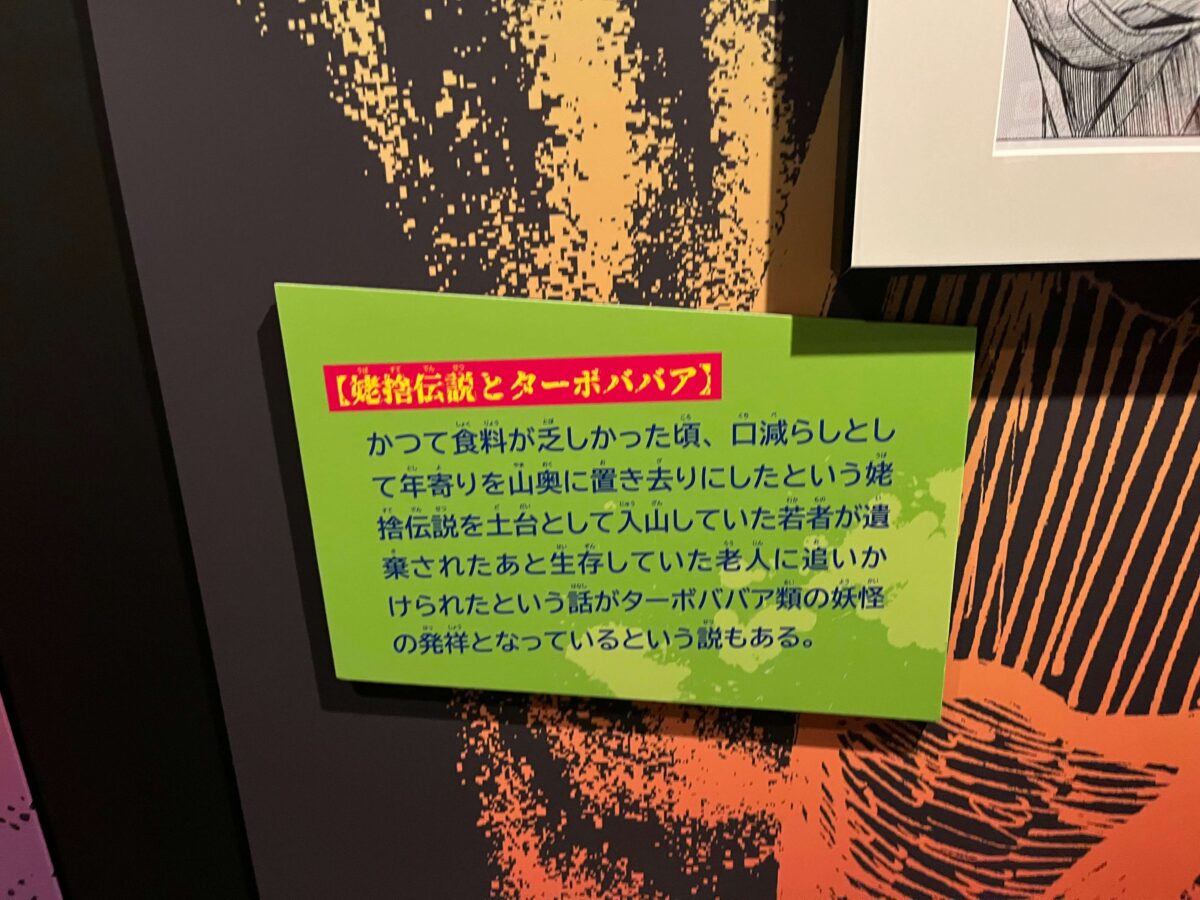 【姥捨伝説とターボババア】
かつて食料が乏しかった頃、口減らしとし
て年寄りを山奥に置き去りにしたという姥
捨伝説を土台として入山していた若者が遺
棄されたあと生存していた老人に追いか
けられたという話がターボババア類の妖怪
の発祥となっているという説もある。